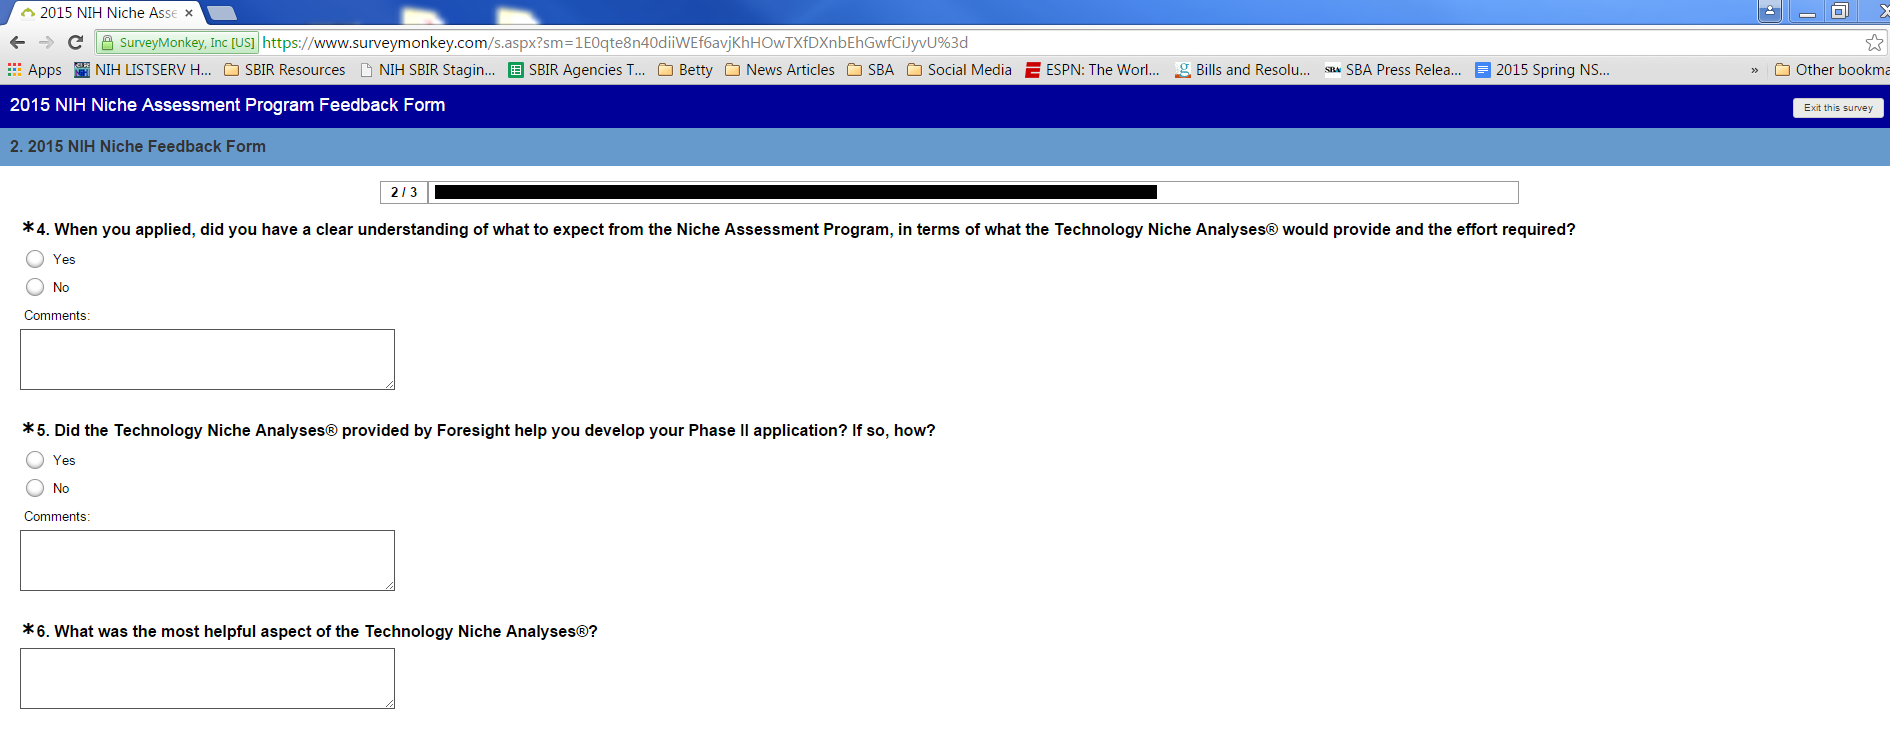 2015 NIH Niche Asse
SurveyMonkey, Inc [US] https://www.surveymonkey.com/s.aspx?sm=1E0qte8n40diiWEf6avjKhHOwTXfDXnbEhGwfCiJyvU%3d
Apps NIH LISTSERV H... SBIR Resources NIH SBIR Stagin... SBIR Agencies T... Betty News Articles SBA Social Media ESPN: The Worl... Bills and Resolu... SBA SBA Press Relea... 2015 Spring NS... » Other bookma
2015 NIH Niche Assessment Program Feedback Form
Exit this survey
2. 2015 NIH Niche Feedback Form
2 / 3
*4. When you applied, did you have a clear understanding of what to expect from the Niche Assessment Program, in terms of what the Technology Niche Analyses® would provide and the effort required?
Yes
No
Comments:
*5. Did the Technology Niche Analyses® provided by Foresight help you develop your Phase II application? If so, how?
Yes
No
Comments:
*6. What was the most helpful aspect of the Technology Niche Analyses®?